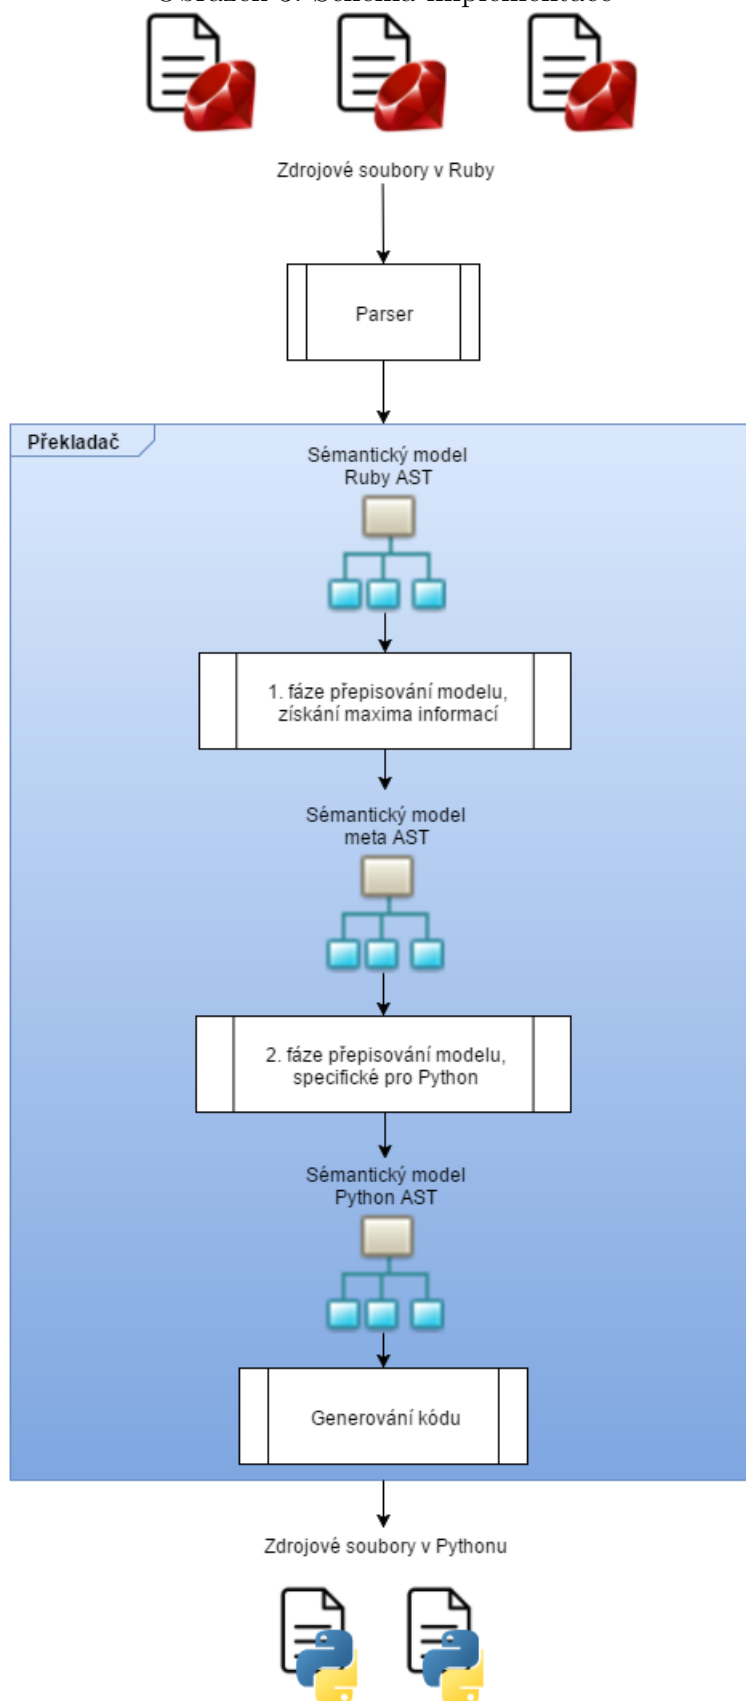 Zdrojové soubory v Ruby
Parser
Překladač
Sémantický model
Ruby AST
1. fáze přepisování modelu,
získání maxima informací
Sémantický model
meta AST
2. fáze přepisování modelu,
specifické pro Python
Sémantický model
Python AST
Generování kódu
Zdrojové soubory v Pythonu